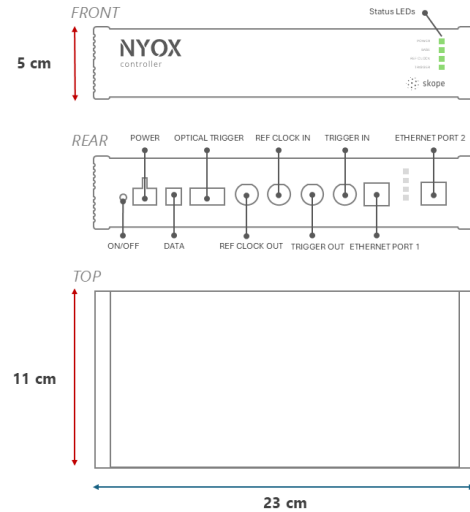 FRONT
Status LEDs
5 cm
NYOX
controller
skope
REAR
POWER OPTICAL TRIGGER REF CLOCK IN TRIGGER IN ETHERNET PORT 2
ON/OFF DATA REF CLOCK OUT TRIGGER OUT ETHERNET PORT 1
TOP
11 cm
23 cm